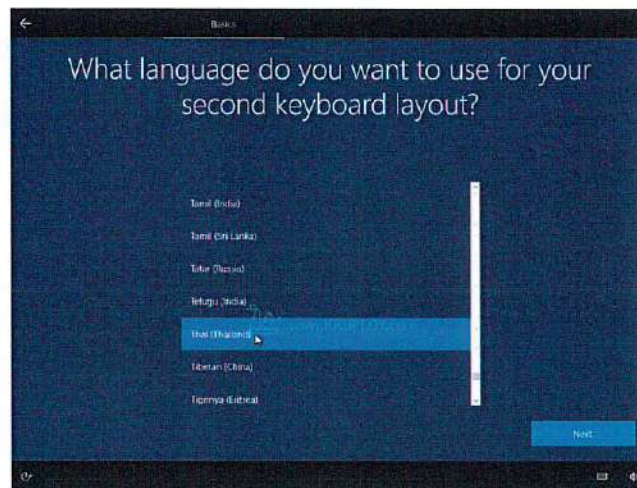 Basics
What language do you want to use for your
second keyboard layout?
Tamil (India)
Tamil (Sri Lanka)
Tatar (Russia)
Telugu (India)
Thai (Thailand)
Tibetan (China)
Tigrinya (Eritrea)
Next